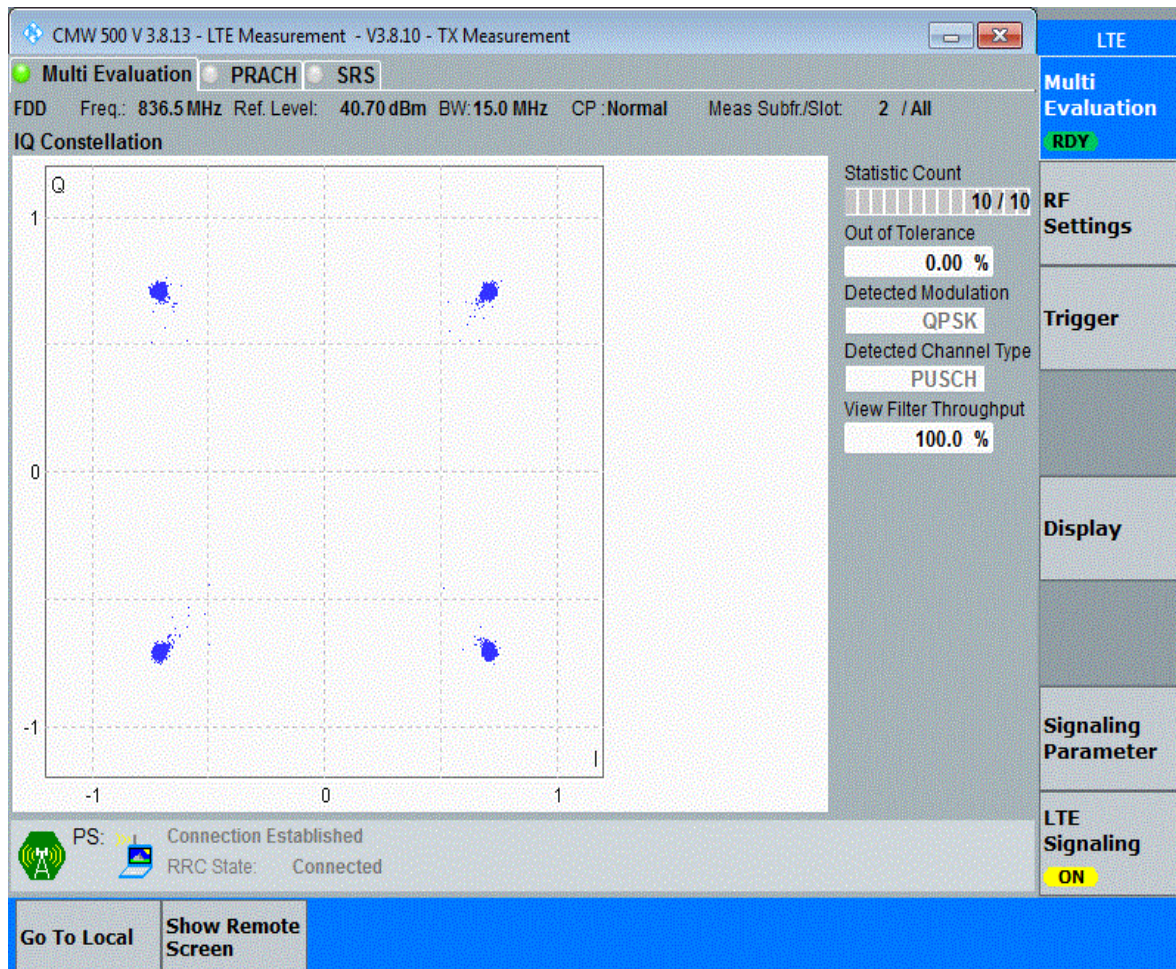 CMW 500 V 3.8.13 - LTE Measurement - V3.8.10 - TX Measurement
Multi Evaluation PRACH SRS
FDD Freq.: 836.5 MHz Ref. Level: 40.70 dBm BW: 15.0 MHz CP : Normal Meas Subfr./Slot: 2 / All
IQ Constellation
Q
1
0
-1
I
-1 0 1
Statistic Count
10 / 10
Out of Tolerance
0.00 %
Detected Modulation
QPSK
Detected Channel Type
PUSCH
View Filter Throughput
100.0 %
PS: Connection Established
RRC State: Connected
LTE
Multi
Evaluation
RDY
RF
Settings
Trigger
Display
Signaling
Parameter
LTE
Signaling
ON
Go To Local
Show Remote
Screen